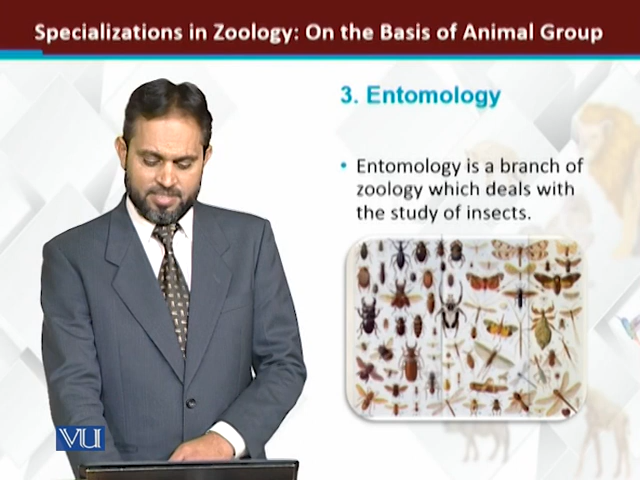 Specializations in Zoology: On the Basis of Animal Group
3. Entomology
• Entomology is a branch of
zoology which deals with
the study of insects.
VU